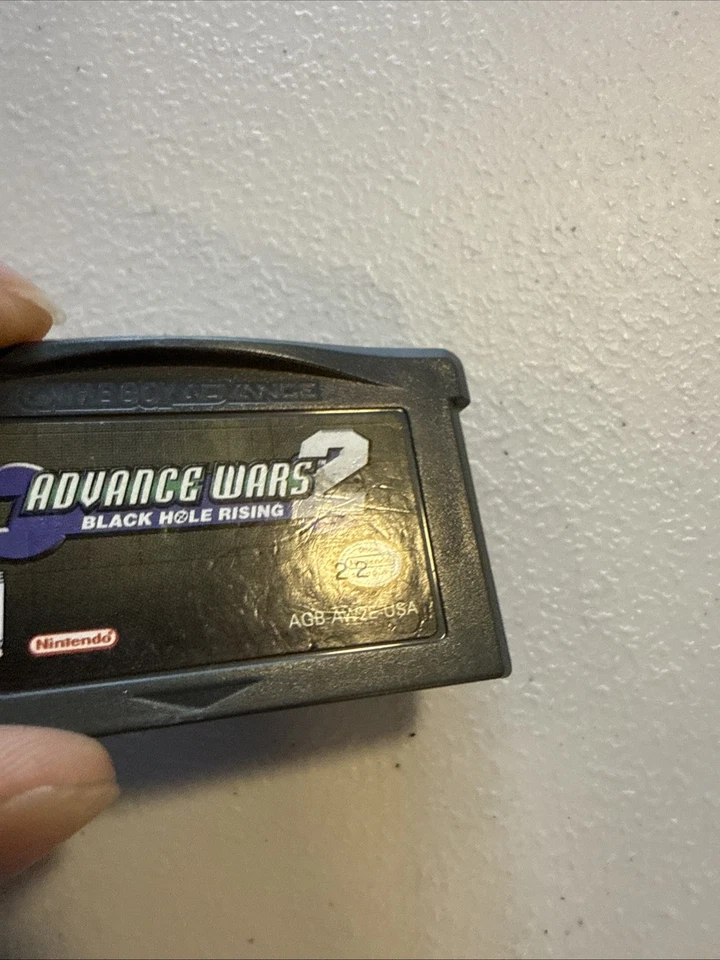 GAME BOY ADVANCE
ADVANCE WARS 2
BLACK HOLE RISING
22
AGB-AW2E-USA
Nintendo